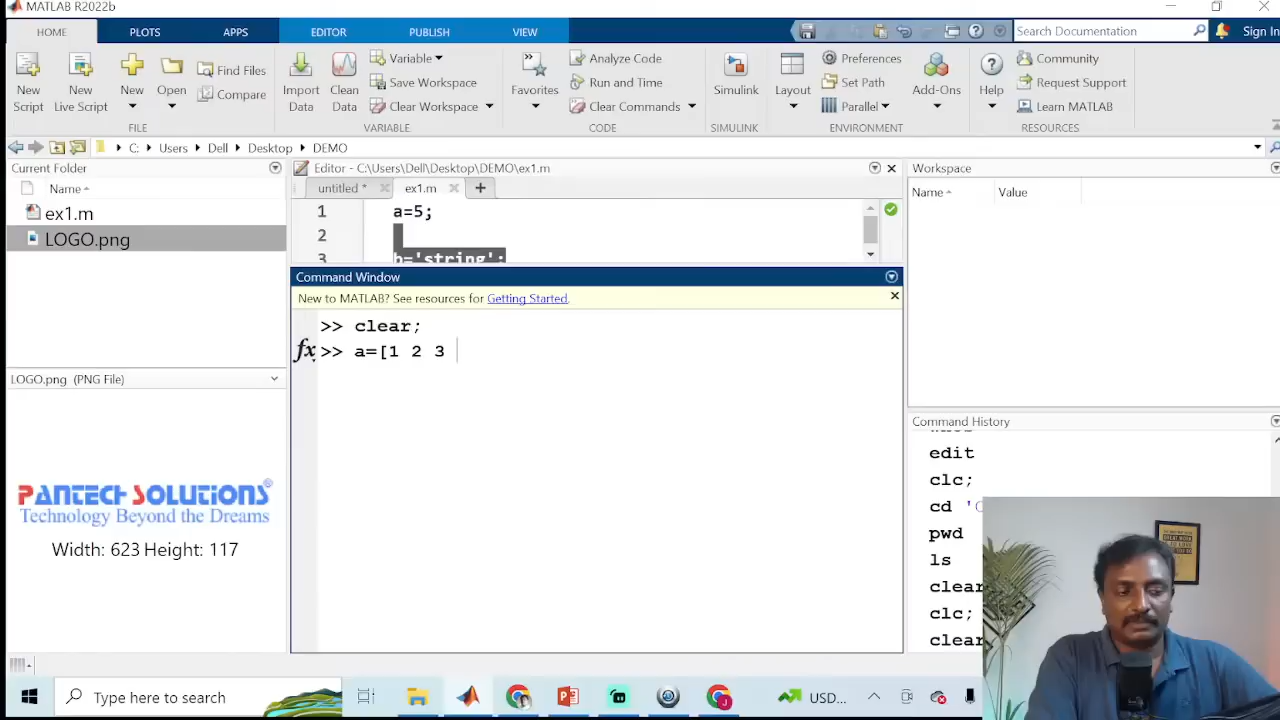 MATLAB R2022b
HOME PLOTS APPS EDITOR PUBLISH VIEW Search Documentation Sign In
New Script
New Live Script
New
Open
Find Files
Compare
FILE
Import Data
Clean Data
Variable
Save Workspace
Clear Workspace
VARIABLE
Favorites
Analyze Code
Run and Time
Clear Commands
CODE
Simulink
SIMULINK
Layout
Preferences
Set Path
Parallel
Add-Ons
ENVIRONMENT
Help
Community
Request Support
Learn MATLAB
RESOURCES
C: Users Dell Desktop DEMO
Current Folder
Name
ex1.m
LOGO.png
LOGO.png (PNG File)
PANTECH SOLUTIONS
Technology Beyond the Dreams
Width: 623 Height: 117
Editor - C:\Users\Dell\Desktop\DEMO\ex1.m
untitled * ex1.m
1 a=5;
2
3 b='string';
Command Window
New to MATLAB? See resources for Getting Started.
>> clear;
fx >> a=[1 2 3
Workspace
Name Value
Command History
edit
clc;
cd 'C
pwd
ls
clear
clc;
clear
Type here to search
USD...